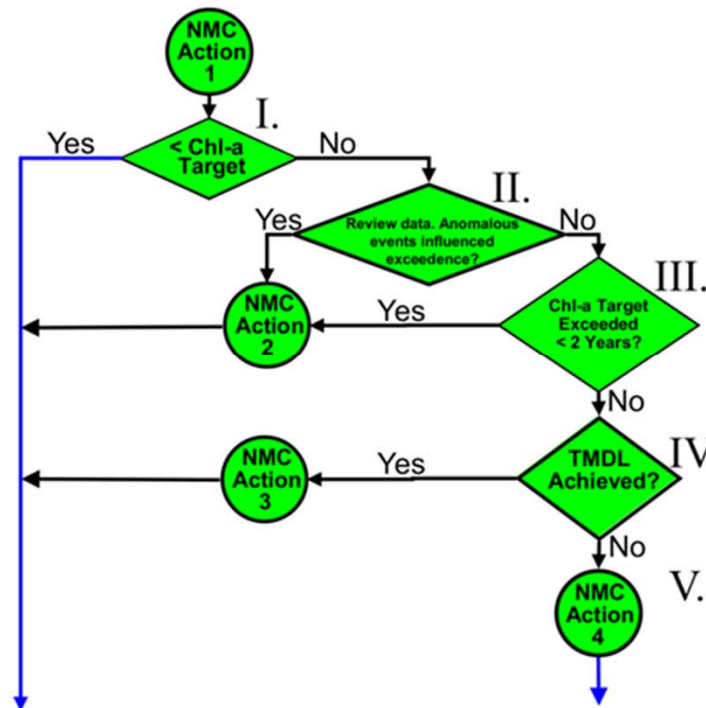 NMC
Action
1
I.
Yes
< Chl-a
Target
No
II.
Yes
Review data. Anomalous
events influenced
exceedence?
No
III.
NMC
Action
2
Yes
Chl-a Target
Exceeded
< 2 Years?
No
NMC
Action
3
Yes
TMDL
Achieved?
IV
No
V.
NMC
Action
4